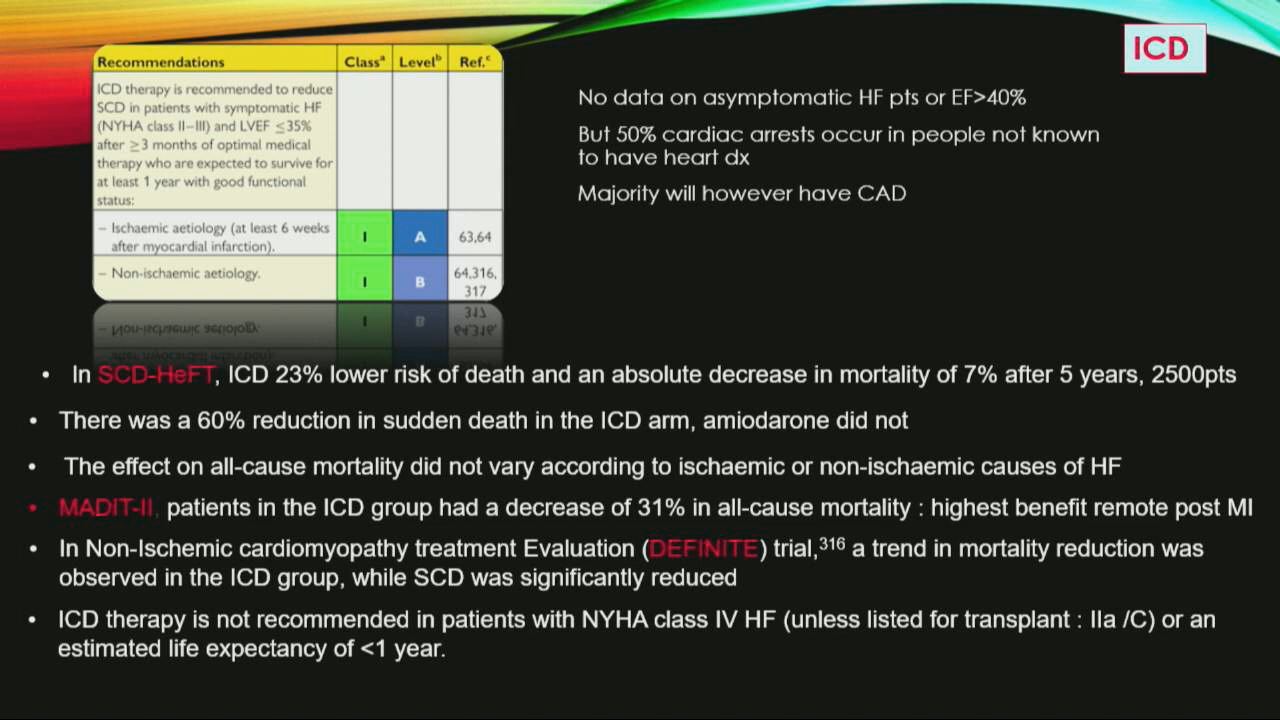 ICD
Recommendations Classᵃ Levelᵇ Ref.ᶜ
ICD therapy is recommended to reduce
SCD in patients with symptomatic HF
(NYHA class II–III) and LVEF ≤35%
after ≥3 months of optimal medical
therapy who are expected to survive for
at least 1 year with good functional
status:
– Ischaemic aetiology (at least 6 weeks
after myocardial infarction). I A 63,64
– Non-ischaemic aetiology. I B 64,316,
317
No data on asymptomatic HF pts or EF>40%
But 50% cardiac arrests occur in people not known
to have heart dx
Majority will however have CAD
• In SCD-HeFT, ICD 23% lower risk of death and an absolute decrease in mortality of 7% after 5 years, 2500pts
• There was a 60% reduction in sudden death in the ICD arm, amiodarone did not
• The effect on all-cause mortality did not vary according to ischaemic or non-ischaemic causes of HF
• MADIT-II, patients in the ICD group had a decrease of 31% in all-cause mortality : highest benefit remote post MI
• In Non-Ischemic cardiomyopathy treatment Evaluation (DEFINITE) trial,³¹⁶ a trend in mortality reduction was
observed in the ICD group, while SCD was significantly reduced
• ICD therapy is not recommended in patients with NYHA class IV HF (unless listed for transplant : IIa /C) or an
estimated life expectancy of <1 year.